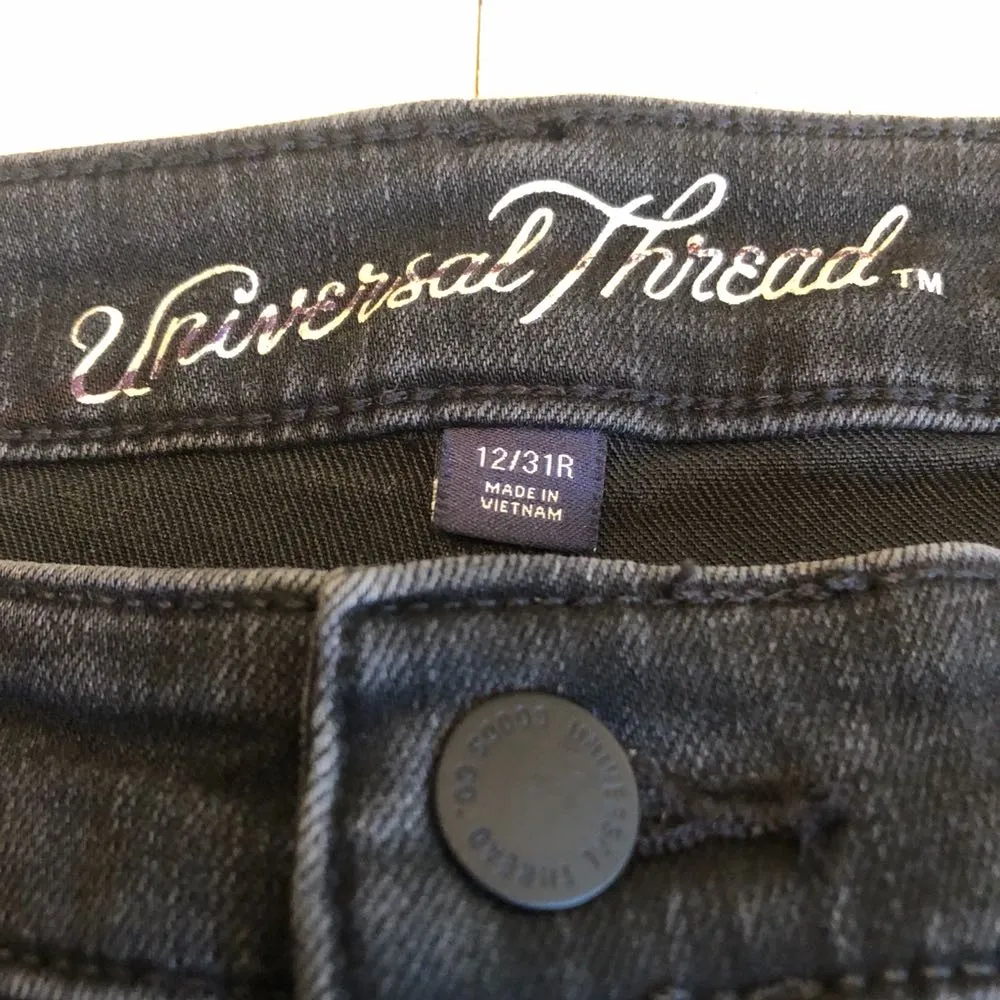 Universal Thread™
12/31R
MADE IN
VIETNAM
UNIVERSAL THREAD GOODS CO.